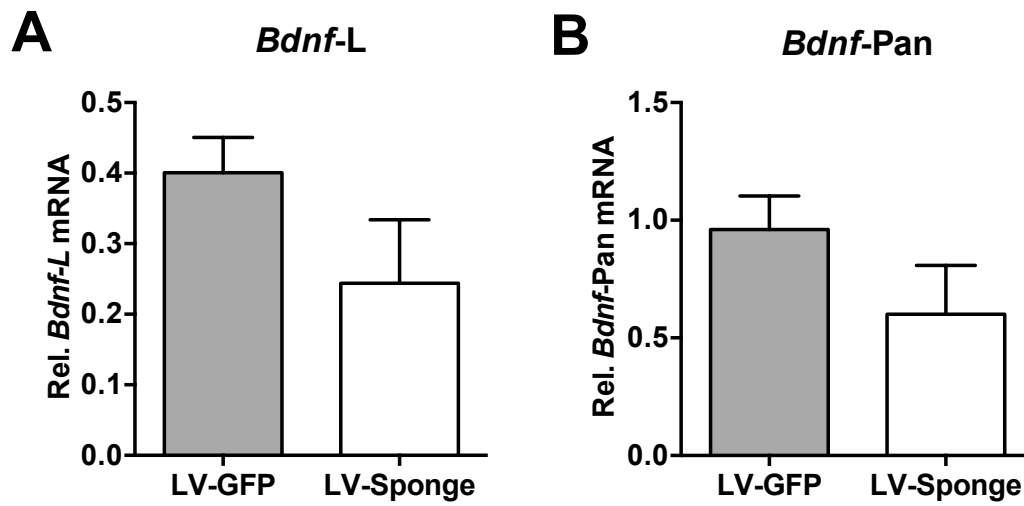 A
Bdnf-L
Rel. Bdnf-L mRNA
0.5
0.4
0.3
0.2
0.1
0.0
LV-GFP LV-Sponge
B
Bdnf-Pan
Rel. Bdnf-Pan mRNA
1.5
1.0
0.5
0.0
LV-GFP LV-Sponge